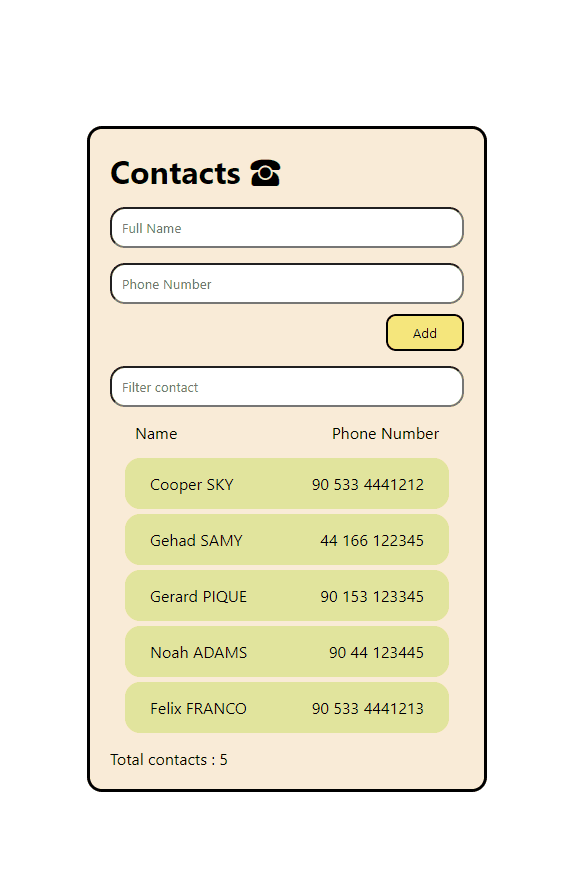 Contacts ☎
Full Name
Phone Number
Add
Filter contact
Name Phone Number
Cooper SKY 90 533 4441212
Gehad SAMY 44 166 122345
Gerard PIQUE 90 153 123345
Noah ADAMS 90 44 123445
Felix FRANCO 90 533 4441213
Total contacts : 5